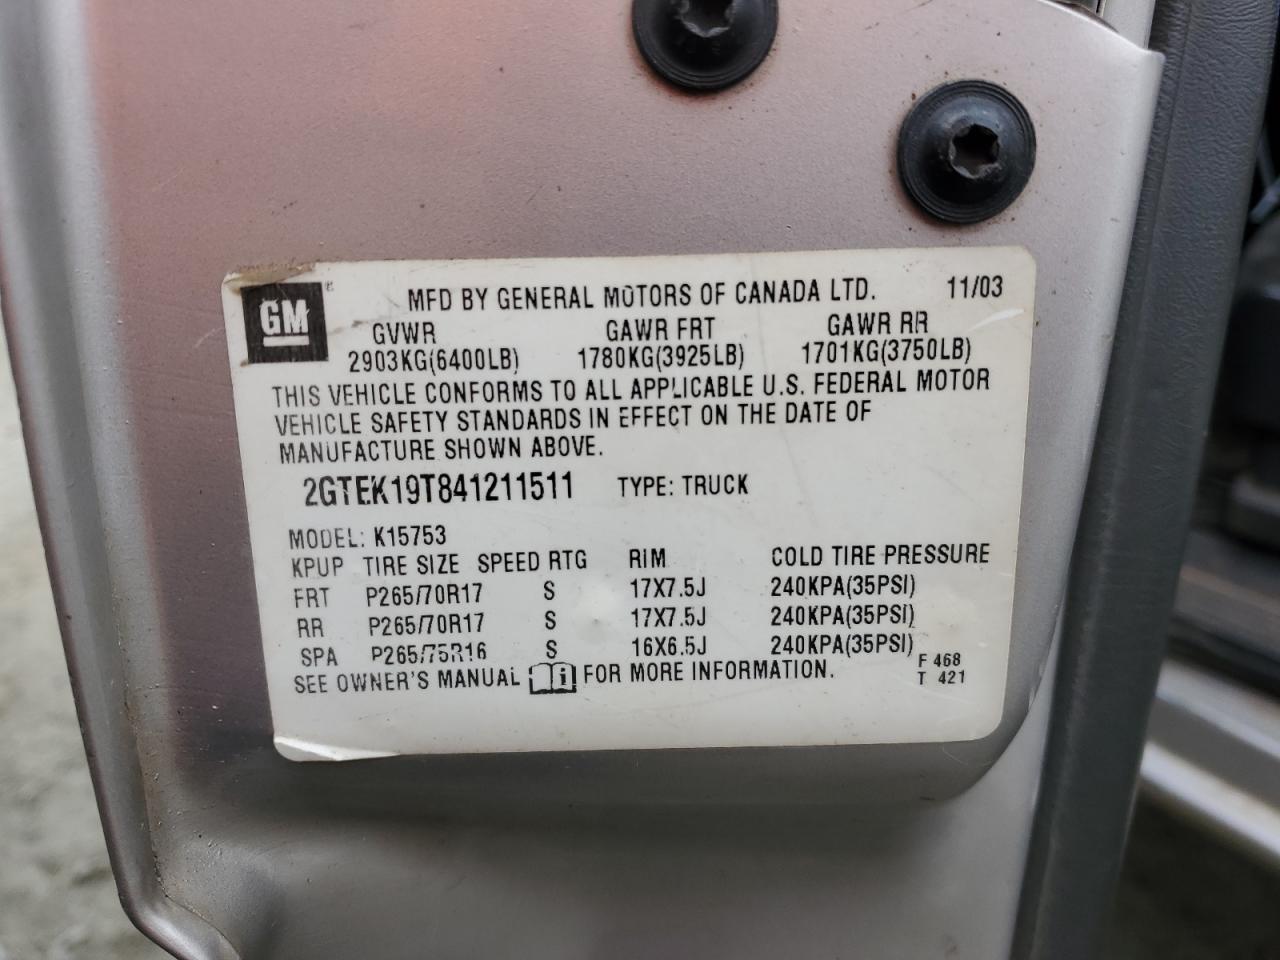 GM® MFD BY GENERAL MOTORS OF CANADA LTD. 11/03
GVWR GAWR FRT GAWR RR
2903KG(6400LB) 1780KG(3925LB) 1701KG(3750LB)
THIS VEHICLE CONFORMS TO ALL APPLICABLE U.S. FEDERAL MOTOR
VEHICLE SAFETY STANDARDS IN EFFECT ON THE DATE OF
MANUFACTURE SHOWN ABOVE.
2GTEK19T841211511 TYPE: TRUCK
MODEL: K15753
KPUP TIRE SIZE SPEED RTG RIM COLD TIRE PRESSURE
FRT P265/70R17 S 17X7.5J 240KPA(35PSI)
RR P265/70R17 S 17X7.5J 240KPA(35PSI)
SPA P265/75R16 S 16X6.5J 240KPA(35PSI)
SEE OWNER'S MANUAL i FOR MORE INFORMATION. F 468
T 421